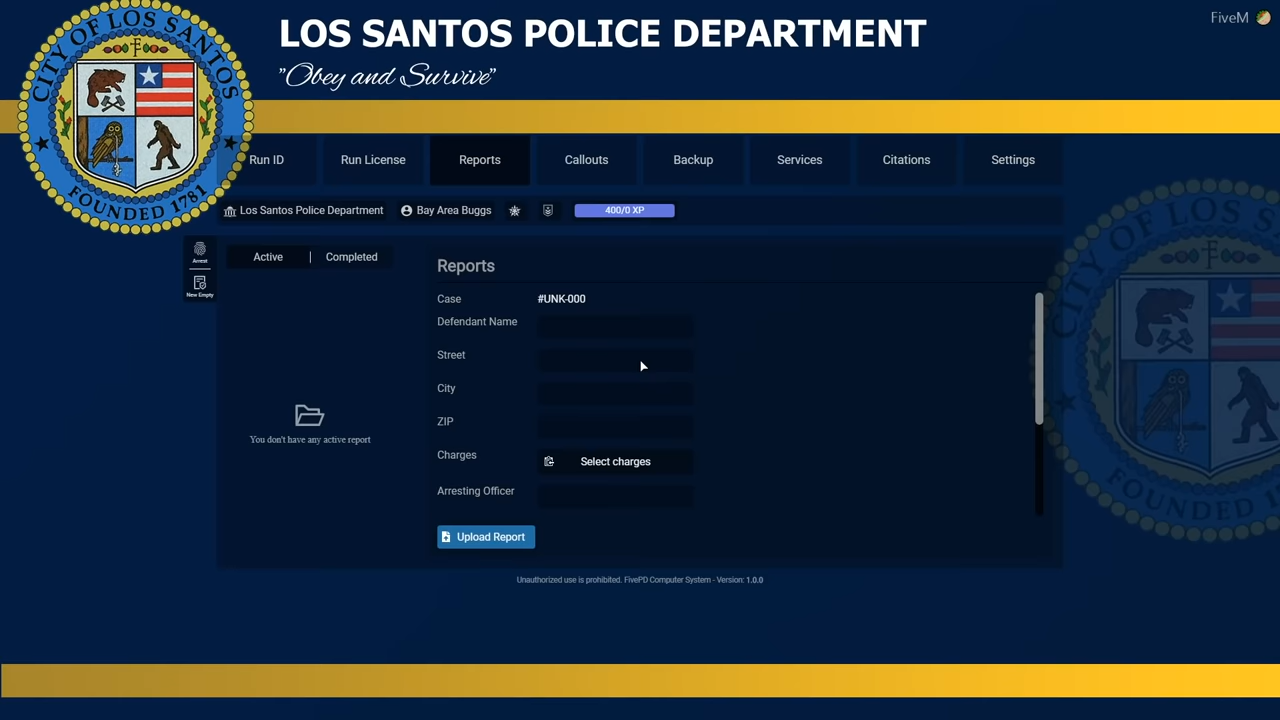 LOS SANTOS POLICE DEPARTMENT
"Obey and Survive"
FiveM
CITY OF LOS SANTOS
FOUNDED 1781
Run ID
Run License
Reports
Callouts
Backup
Services
Citations
Settings
Los Santos Police Department
Bay Area Buggs
400/0 XP
Arrest
New Empty
Active | Completed
You don't have any active report
Reports
Case #UNK-000
Defendant Name
Street
City
ZIP
Charges Select charges
Arresting Officer
Upload Report
Unauthorized use is prohibited. FivePD Computer System - Version: 1.0.0